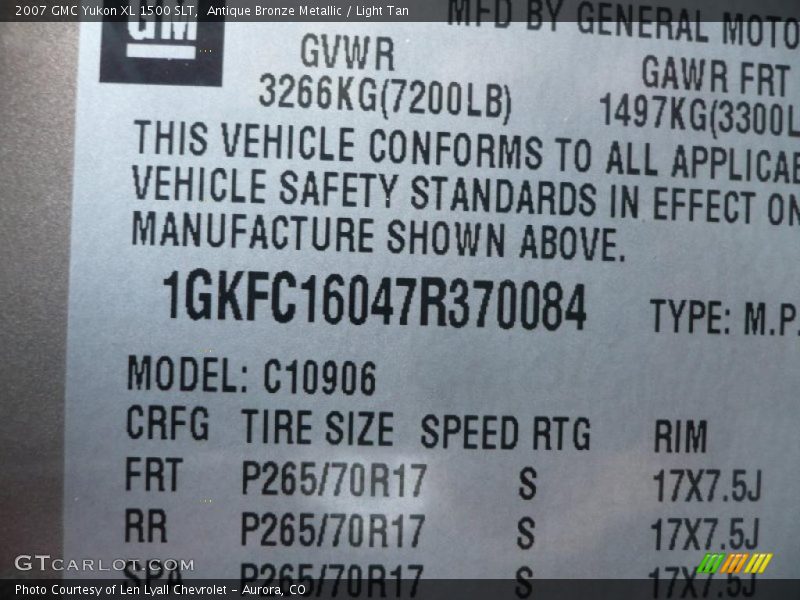 2007 GMC Yukon XL 1500 SLT, Antique Bronze Metallic / Light Tan
MFD BY GENERAL MOTO
GM
GVWR
GAWR FRT
3266KG(7200LB)
1497KG(3300L
THIS VEHICLE CONFORMS TO ALL APPLICAB
VEHICLE SAFETY STANDARDS IN EFFECT ON
MANUFACTURE SHOWN ABOVE.
1GKFC16047R370084
TYPE: M.P.
MODEL: C10906
CRFG TIRE SIZE SPEED RTG RIM
FRT P265/70R17 S 17X7.5J
RR P265/70R17 S 17X7.5J
SPA P265/70R17 S 17X7.5J
GTCARLOT.COM
Photo Courtesy of Len Lyall Chevrolet - Aurora, CO